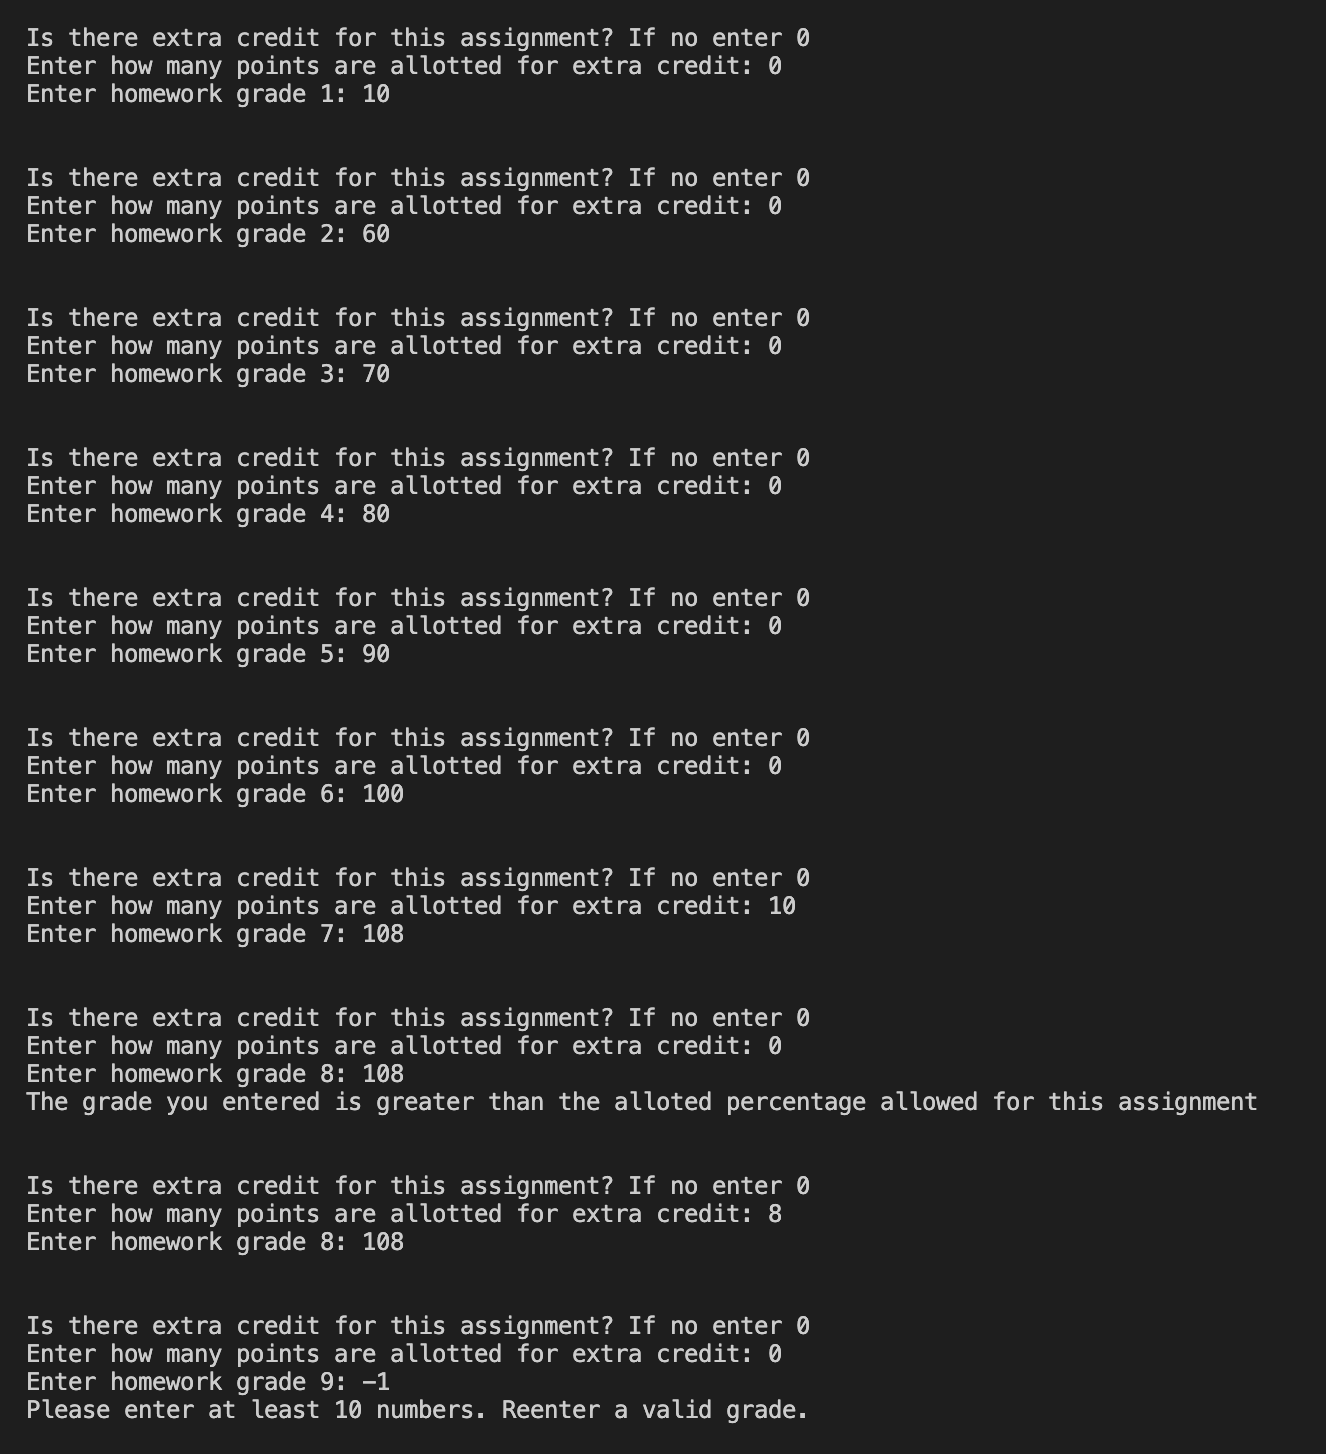 Is there extra credit for this assignment? If no enter 0
Enter how many points are allotted for extra credit: 0
Enter homework grade 1: 10
Is there extra credit for this assignment? If no enter 0
Enter how many points are allotted for extra credit: 0
Enter homework grade 2: 60
Is there extra credit for this assignment? If no enter 0
Enter how many points are allotted for extra credit: 0
Enter homework grade 3: 70
Is there extra credit for this assignment? If no enter 0
Enter how many points are allotted for extra credit: 0
Enter homework grade 4: 80
Is there extra credit for this assignment? If no enter 0
Enter how many points are allotted for extra credit: 0
Enter homework grade 5: 90
Is there extra credit for this assignment? If no enter 0
Enter how many points are allotted for extra credit: 0
Enter homework grade 6: 100
Is there extra credit for this assignment? If no enter 0
Enter how many points are allotted for extra credit: 10
Enter homework grade 7: 108
Is there extra credit for this assignment? If no enter 0
Enter how many points are allotted for extra credit: 0
Enter homework grade 8: 108
The grade you entered is greater than the alloted percentage allowed for this assignment
Is there extra credit for this assignment? If no enter 0
Enter how many points are allotted for extra credit: 8
Enter homework grade 8: 108
Is there extra credit for this assignment? If no enter 0
Enter how many points are allotted for extra credit: 0
Enter homework grade 9: -1
Please enter at least 10 numbers. Reenter a valid grade.